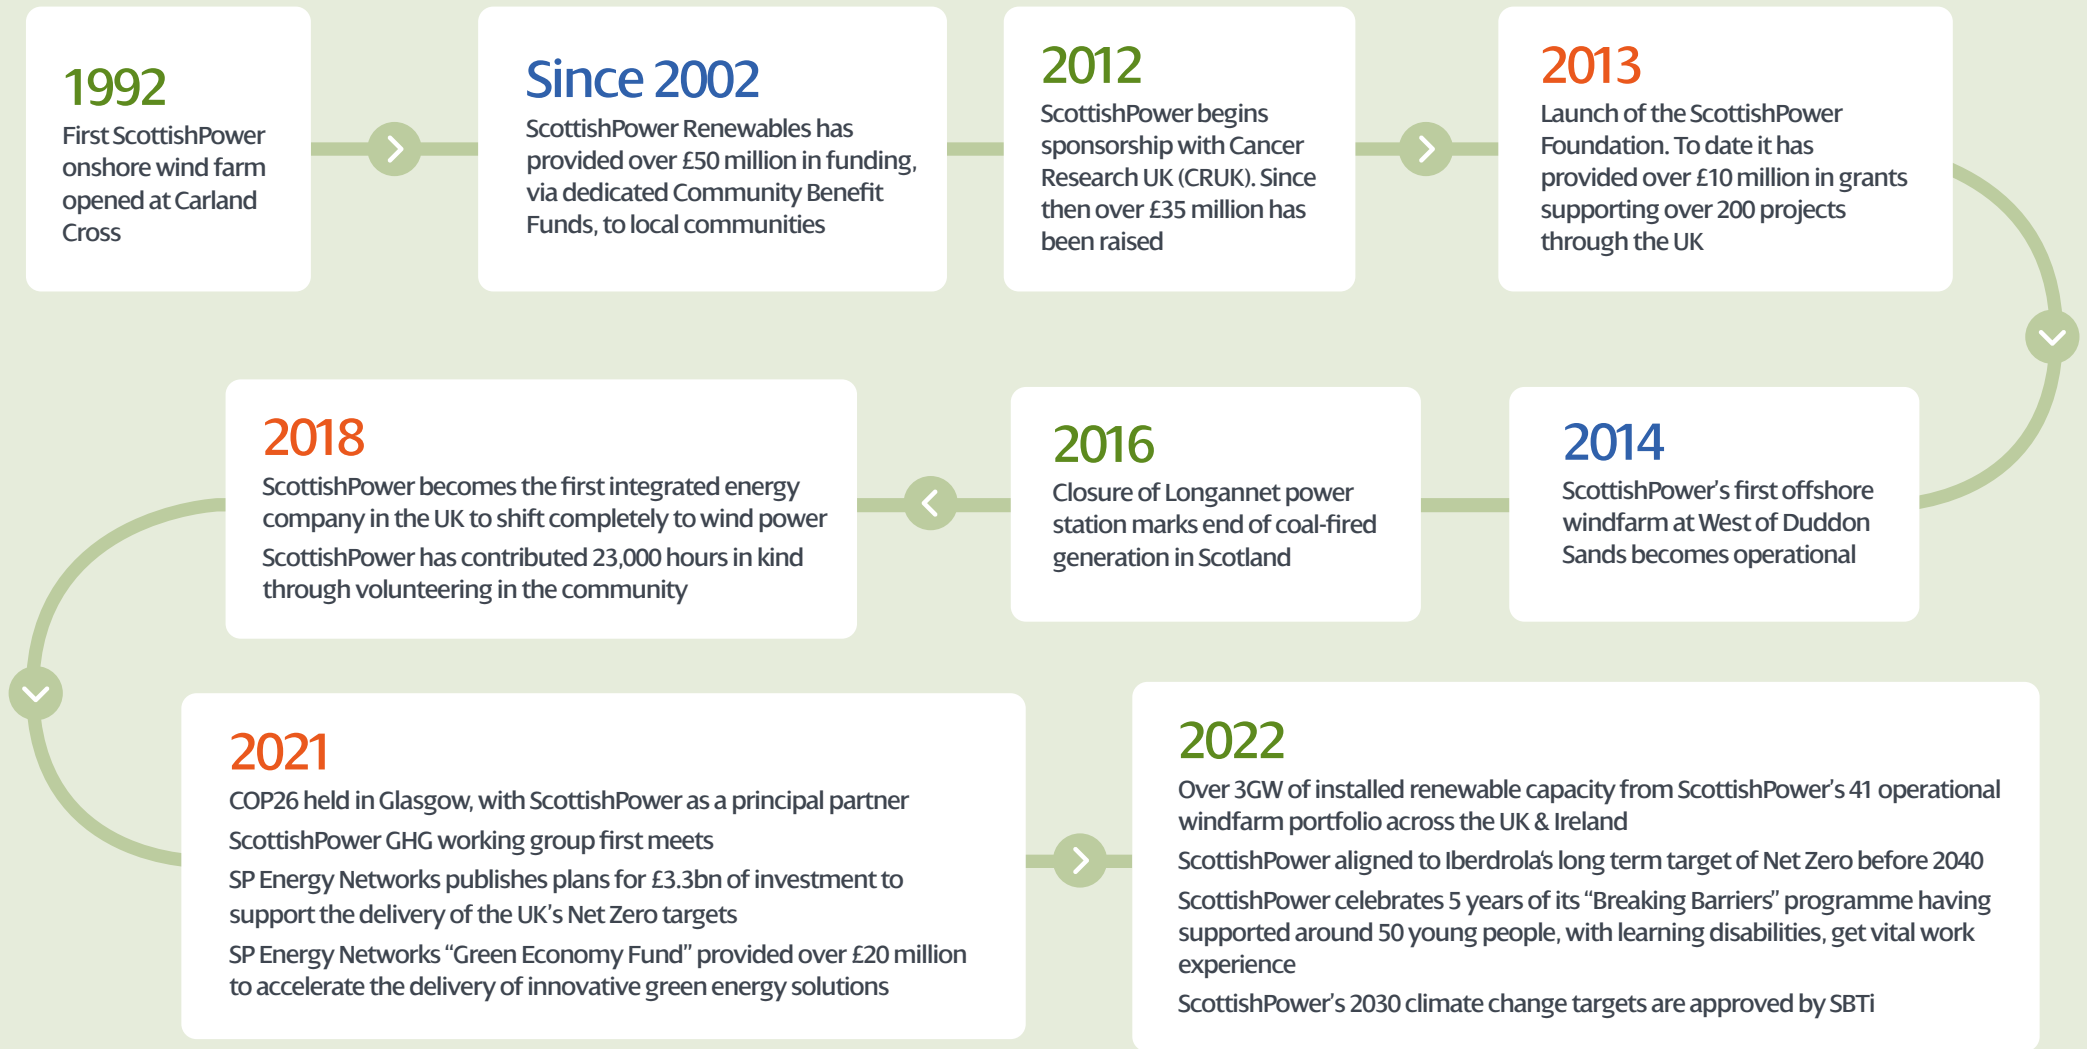 1992
First ScottishPower
onshore wind farm
opened at Carland
Cross
Since 2002
ScottishPower Renewables has
provided over £50 million in funding,
via dedicated Community Benefit
Funds, to local communities
2012
ScottishPower begins
sponsorship with Cancer
Research UK (CRUK). Since
then over £35 million has
been raised
2013
Launch of the ScottishPower
Foundation. To date it has
provided over £10 million in grants
supporting over 200 projects
through the UK
2014
ScottishPower's first offshore
windfarm at West of Duddon
Sands becomes operational
2016
Closure of Longannet power
station marks end of coal-fired
generation in Scotland
2018
ScottishPower becomes the first integrated energy
company in the UK to shift completely to wind power
ScottishPower has contributed 23,000 hours in kind
through volunteering in the community
2021
COP26 held in Glasgow, with ScottishPower as a principal partner
ScottishPower GHG working group first meets
SP Energy Networks publishes plans for £3.3bn of investment to
support the delivery of the UK's Net Zero targets
SP Energy Networks “Green Economy Fund” provided over £20 million
to accelerate the delivery of innovative green energy solutions
2022
Over 3GW of installed renewable capacity from ScottishPower's 41 operational
windfarm portfolio across the UK & Ireland
ScottishPower aligned to Iberdrola‘s long term target of Net Zero before 2040
ScottishPower celebrates 5 years of its “Breaking Barriers” programme having
supported around 50 young people, with learning disabilities, get vital work
experience
ScottishPower's 2030 climate change targets are approved by SBTi